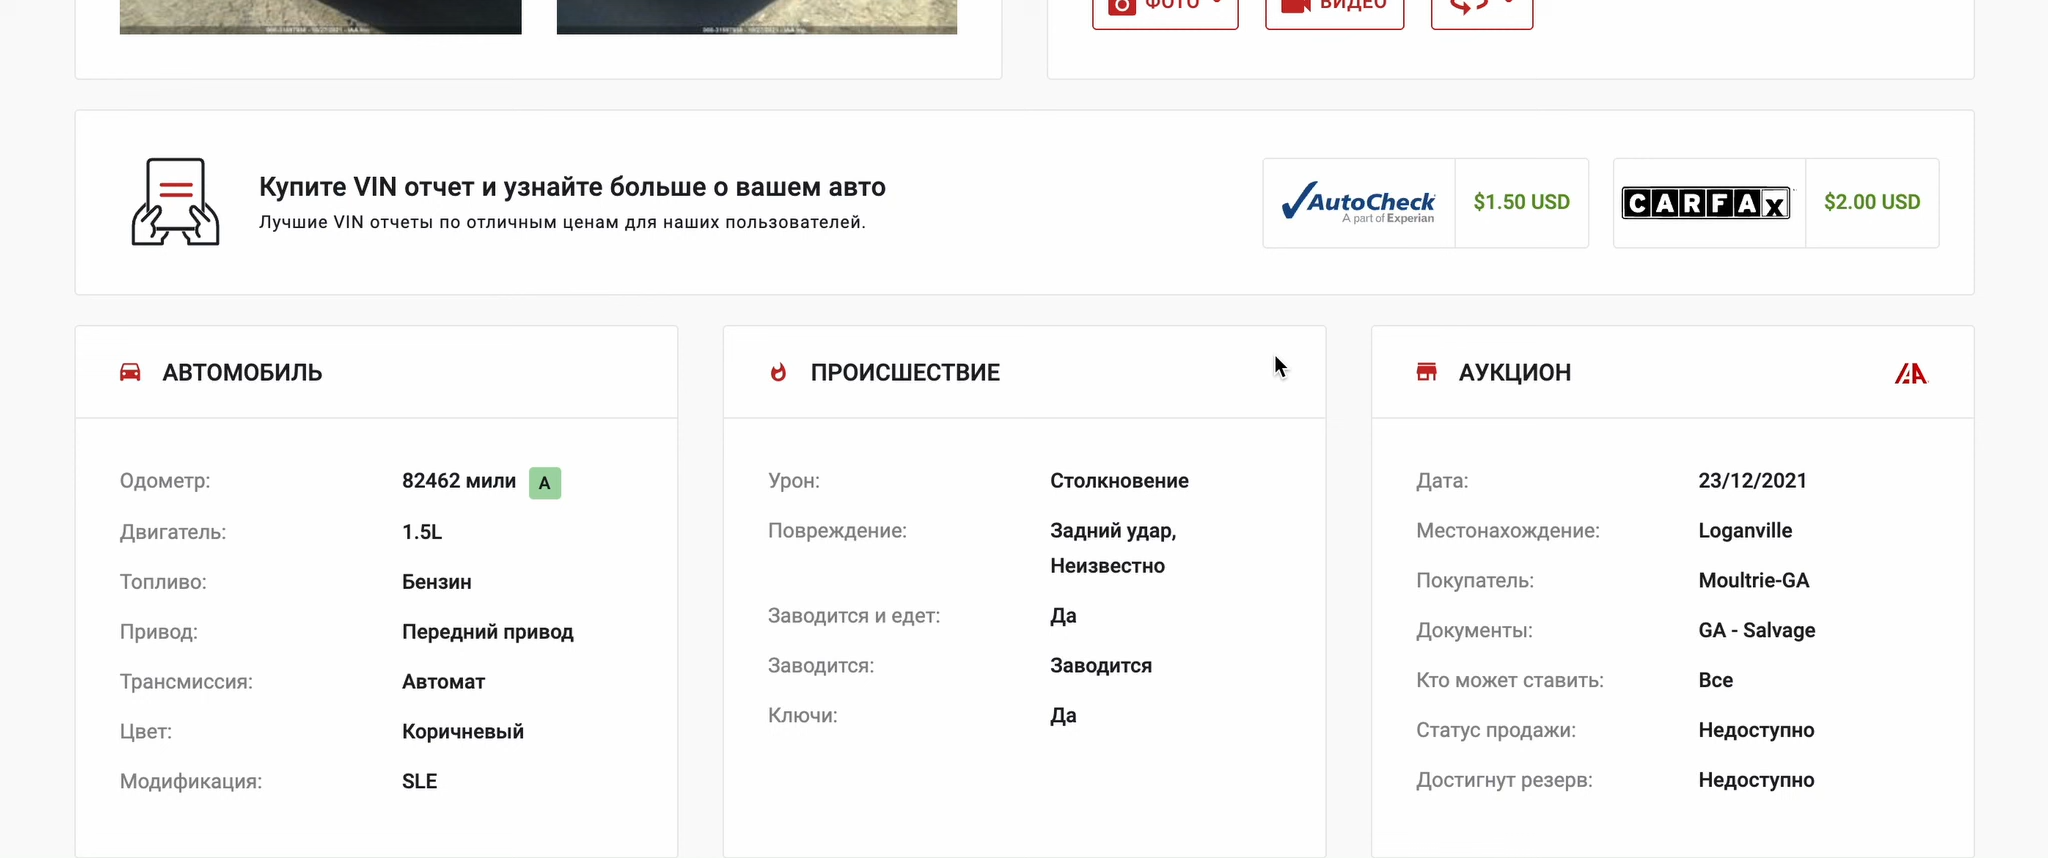 ФОТО
ВИДЕО
Купите VIN отчет и узнайте больше о вашем авто
Лучшие VIN отчеты по отличным ценам для наших пользователей.
AutoCheck
A part of Experian
$1.50 USD
CARFAX
$2.00 USD
АВТОМОБИЛЬ
Одометр: 82462 мили A
Двигатель: 1.5L
Топливо: Бензин
Привод: Передний привод
Трансмиссия: Автомат
Цвет: Коричневый
Модификация: SLE
ПРОИСШЕСТВИЕ
Урон: Столкновение
Повреждение: Задний удар,
Неизвестно
Заводится и едет: Да
Заводится: Заводится
Ключи: Да
АУКЦИОН
IAA
Дата: 23/12/2021
Местонахождение: Loganville
Покупатель: Moultrie-GA
Документы: GA - Salvage
Кто может ставить: Все
Статус продажи: Недоступно
Достигнут резерв: Недоступно